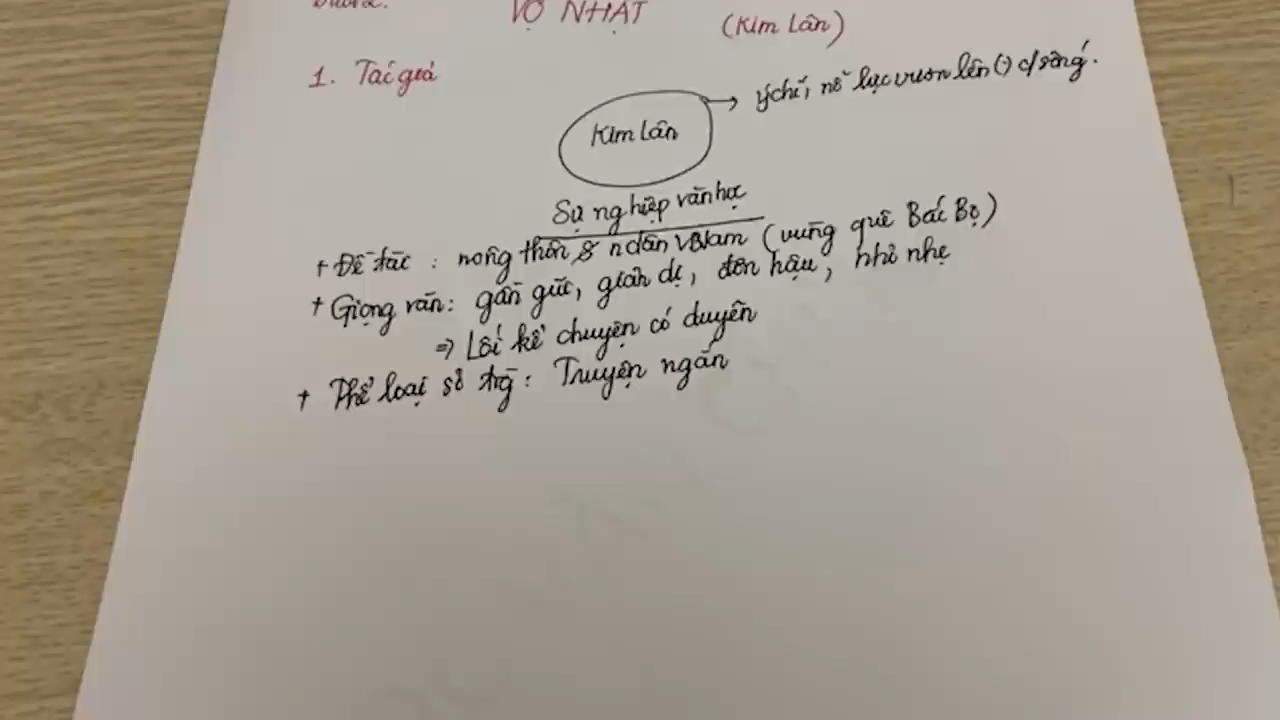 VỢ NHẶT (Kim Lân)
1. Tác giả
Kim Lân → ý chí, nỗ lực vươn lên (.) c/sống.
Sự nghiệp văn học
+ Đề tài : nông thôn & n dân VNam (vùng quê Bắc Bộ)
+ Giọng văn : gần gũi, giản dị, đôn hậu, nhỏ nhẹ
⇒ Lối kể chuyện có duyên
+ Thể loại sở trg : Truyện ngắn